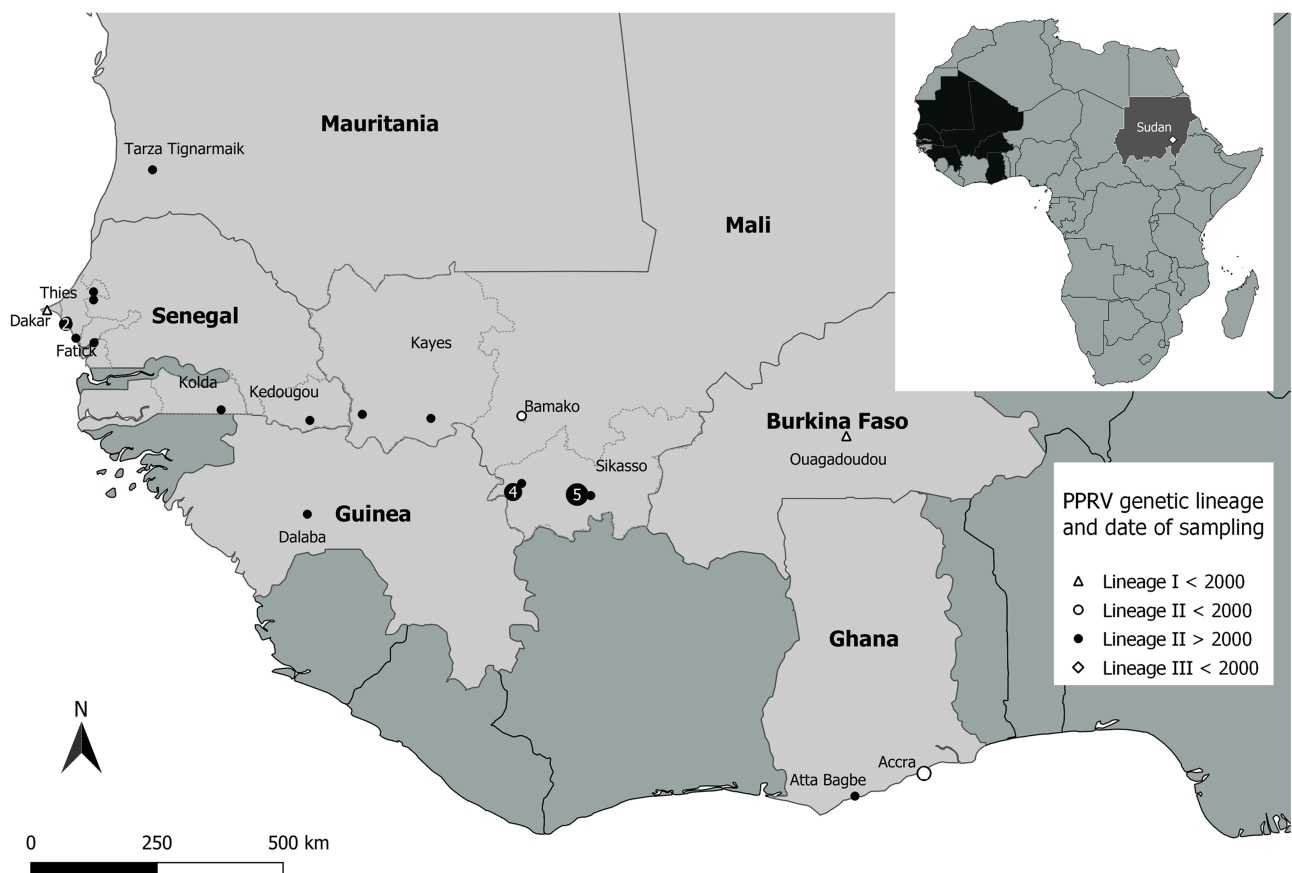 Mauritania
Tarza Tignarmaik
Sudan
Mali
Thies
Dakar
2
Senegal
Fatick
Kayes
Kolda
Kedougou
Bamako
Burkina Faso
Ouagadoudou
Sikasso
4
5
Guinea
Dalaba
PPRV genetic lineage
and date of sampling
Lineage I < 2000
Lineage II < 2000
Lineage II > 2000
Lineage III < 2000
Ghana
N
Accra
Atta Bagbe
0 250 500 km